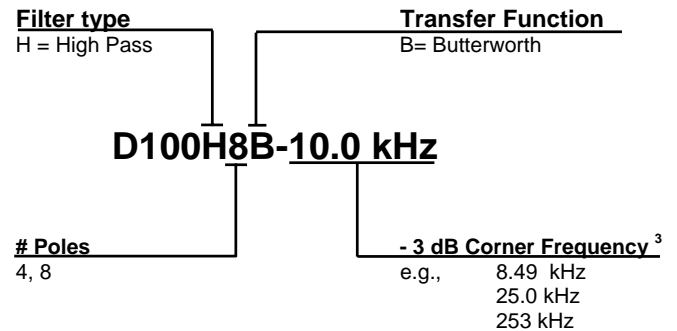 Filter type
H = High Pass
Transfer Function
B= Butterworth
D100H8B-10.0 kHz
# Poles
4, 8
- 3 dB Corner Frequency 3
e.g., 8.49 kHz
25.0 kHz
253 kHz